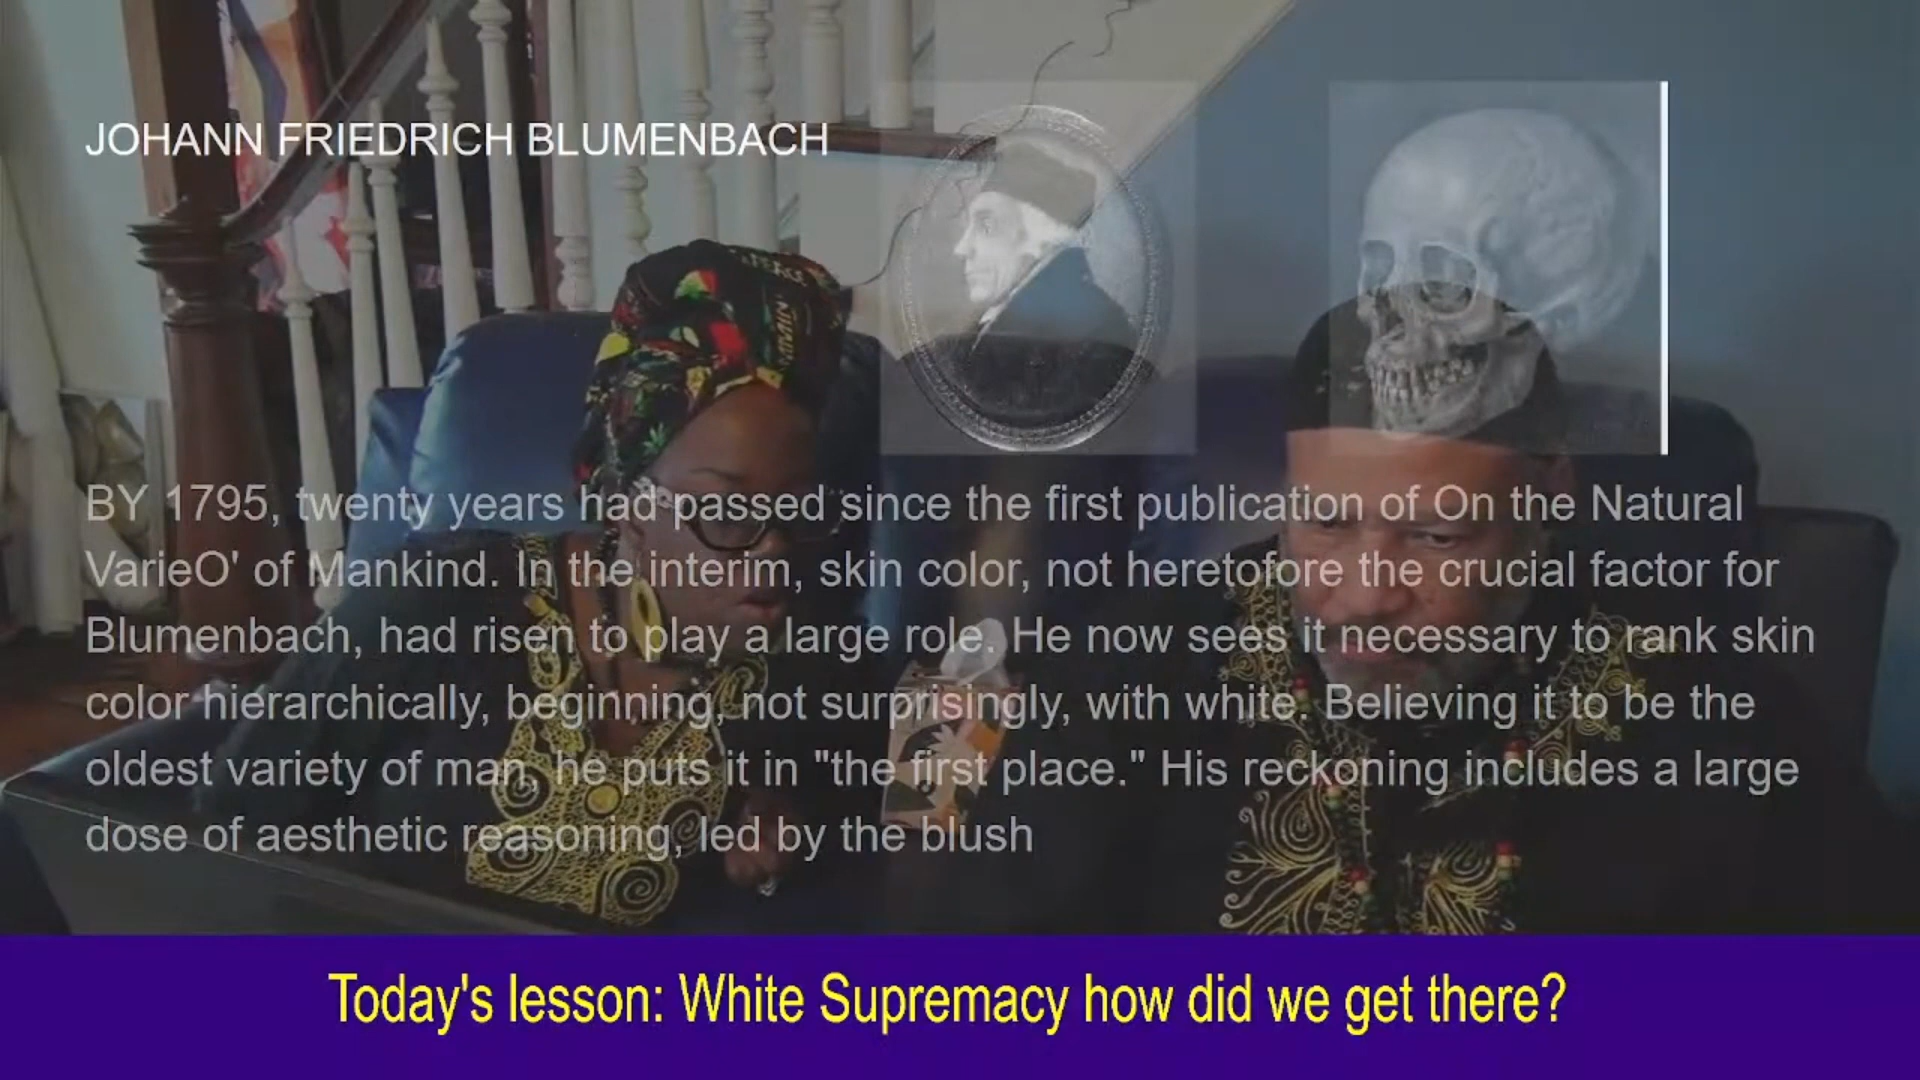 JOHANN FRIEDRICH BLUMENBACH
BY 1795, twenty years had passed since the first publication of On the Natural
VarieO' of Mankind. In the interim, skin color, not heretofore the crucial factor for
Blumenbach, had risen to play a large role. He now sees it necessary to rank skin
color hierarchically, beginning, not surprisingly, with white. Believing it to be the
oldest variety of man, he puts it in "the first place." His reckoning includes a large
dose of aesthetic reasoning, led by the blush
Today's lesson: White Supremacy how did we get there?